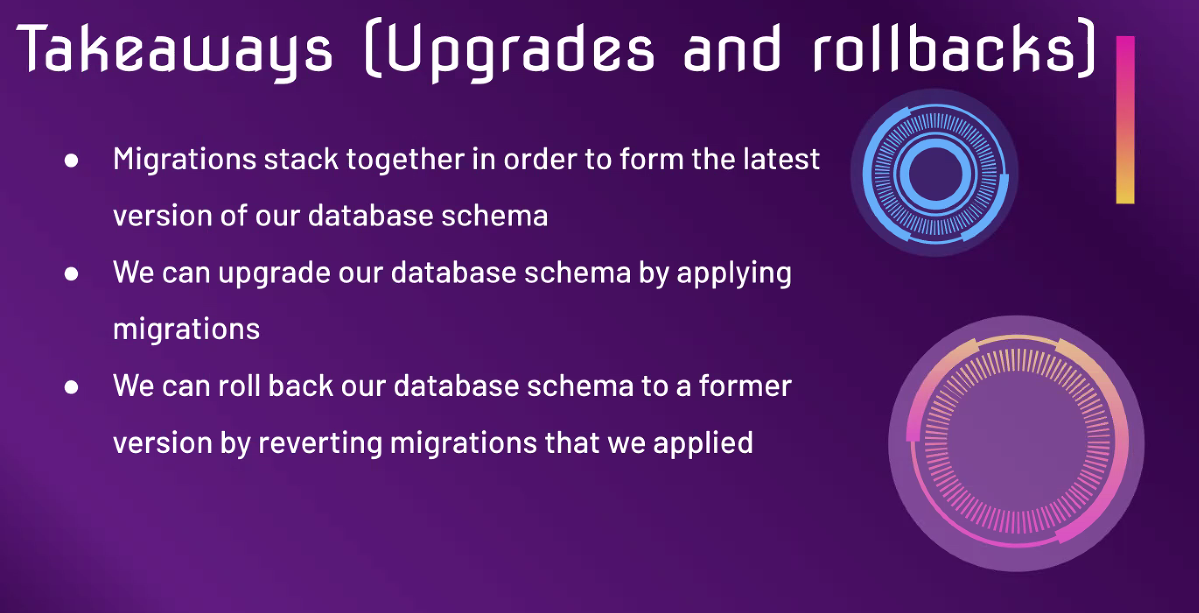 Takeaways (Upgrades and rollbacks)
● Migrations stack together in order to form the latest
version of our database schema
● We can upgrade our database schema by applying
migrations
● We can roll back our database schema to a former
version by reverting migrations that we applied